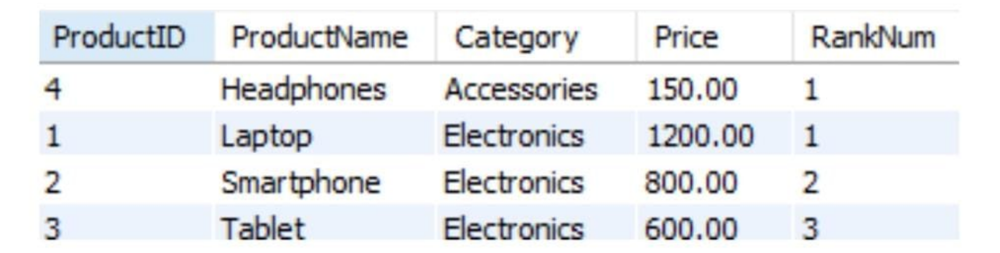 ProductID ProductName Category Price RankNum
4 Headphones Accessories 150.00 1
1 Laptop Electronics 1200.00 1
2 Smartphone Electronics 800.00 2
3 Tablet Electronics 600.00 3